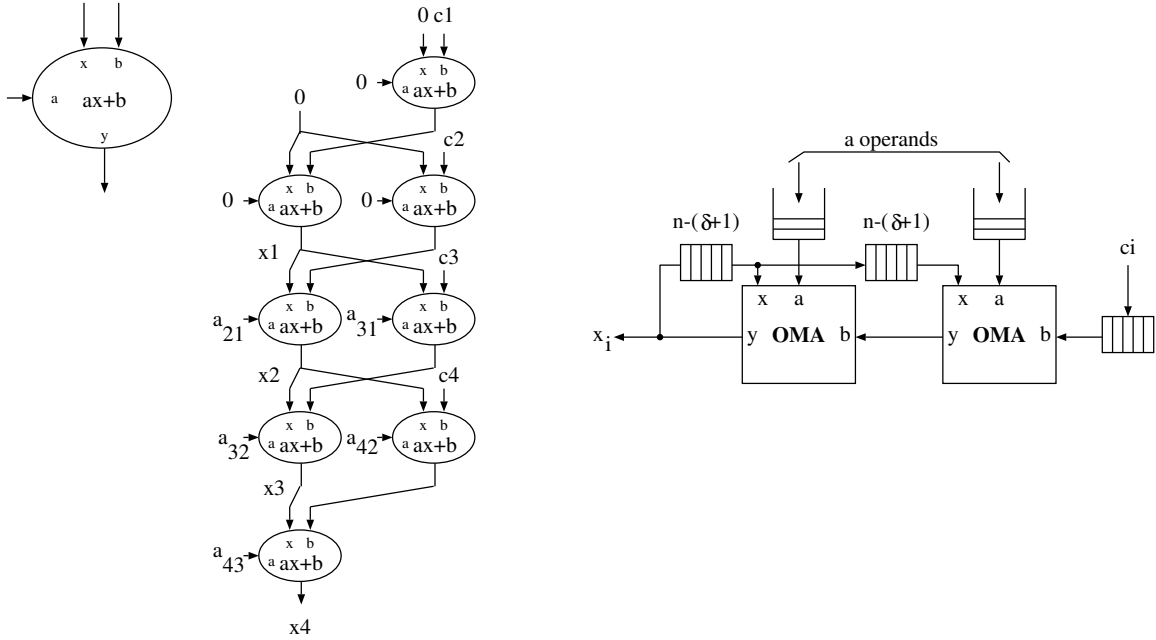 x b
a ax+b
y
0 c1
x b
0 a ax+b
0
c2
x b
0 a ax+b
x b
0 a ax+b
x1
c3
x b
a21 a ax+b
x b
a31 a ax+b
x2
c4
x b
a32 a ax+b
x b
a42 a ax+b
x3
x b
a43 a ax+b
x4
a operands
n-(δ+1)
n-(δ+1)
ci
x a
y OMA b
x a
y OMA b
xi